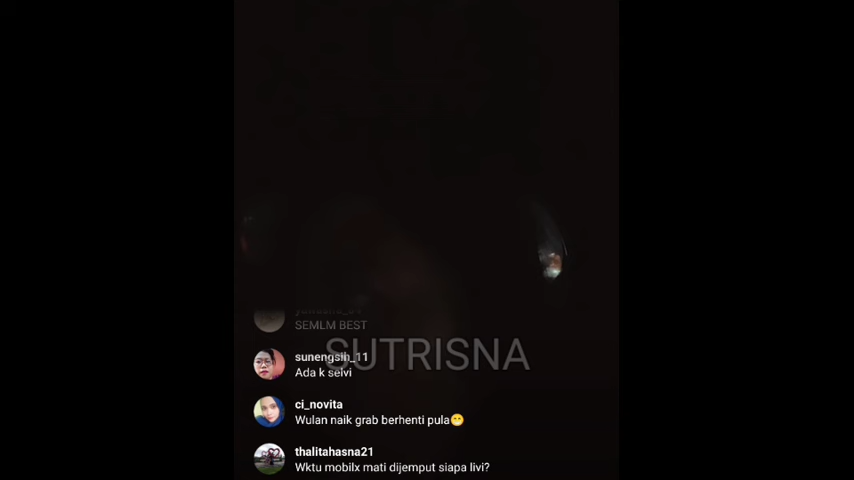 SEMLM BEST
SUTRISNA
sunengsih_11
Ada k selvi
ci_novita
Wulan naik grab berhenti pula😁
thalitahasna21
Wktu mobilx mati dijemput siapa livi?